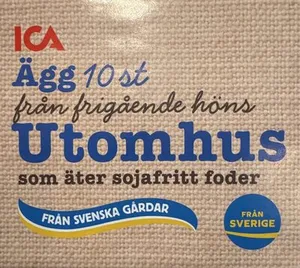 ICA
Ägg 10 st
från frigående höns
Utomhus
som äter sojafritt foder
FRÅN SVENSKA GÅRDAR
FRÅN
SVERIGE